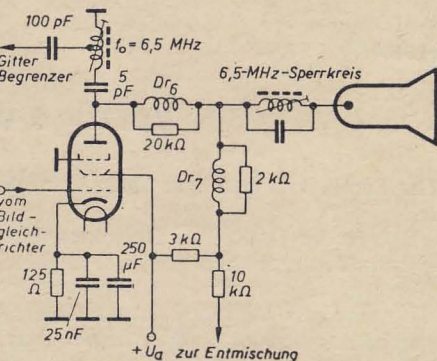 100 pF
f₀ = 6,5 MHz
Gitter
Begrenzer
5
pF
Dr₆
6,5-MHz-Sperrkreis
20 kΩ
Dr₇
2 kΩ
vom
Bild-
gleich-
richter
250
µF
3 kΩ
125
Ω
10
kΩ
25 nF
+ Uₐ zur Entmischung